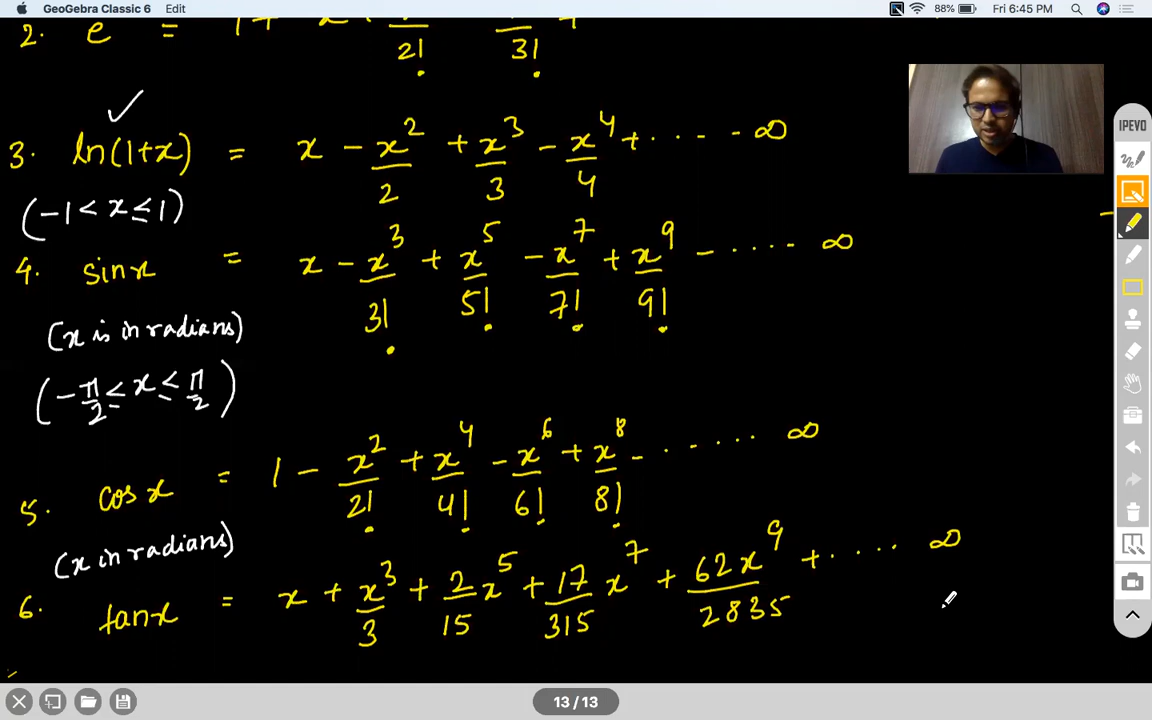 GeoGebra Classic 6 Edit 88% Fri 6:45 PM
2. e = 1 + x + /2! + /3! +
3. ln(1+x) = x - x²/2 + x³/3 - x⁴/4 + ..... ∞
(-1 < x ≤ 1)
4. sinx = x - x³/3! + x⁵/5! - x⁷/7! + x⁹/9! - ..... ∞
(x is in radians)
(-π/2 ≤ x ≤ π/2)
5. cosx = 1 - x²/2! + x⁴/4! - x⁶/6! + x⁸/8! - ..... ∞
(x in radians)
6. tanx = x + x³/3 + 2/15 x⁵ + 17/315 x⁷ + 62x⁹/2835 + .... ∞
IPEVO
13 / 13